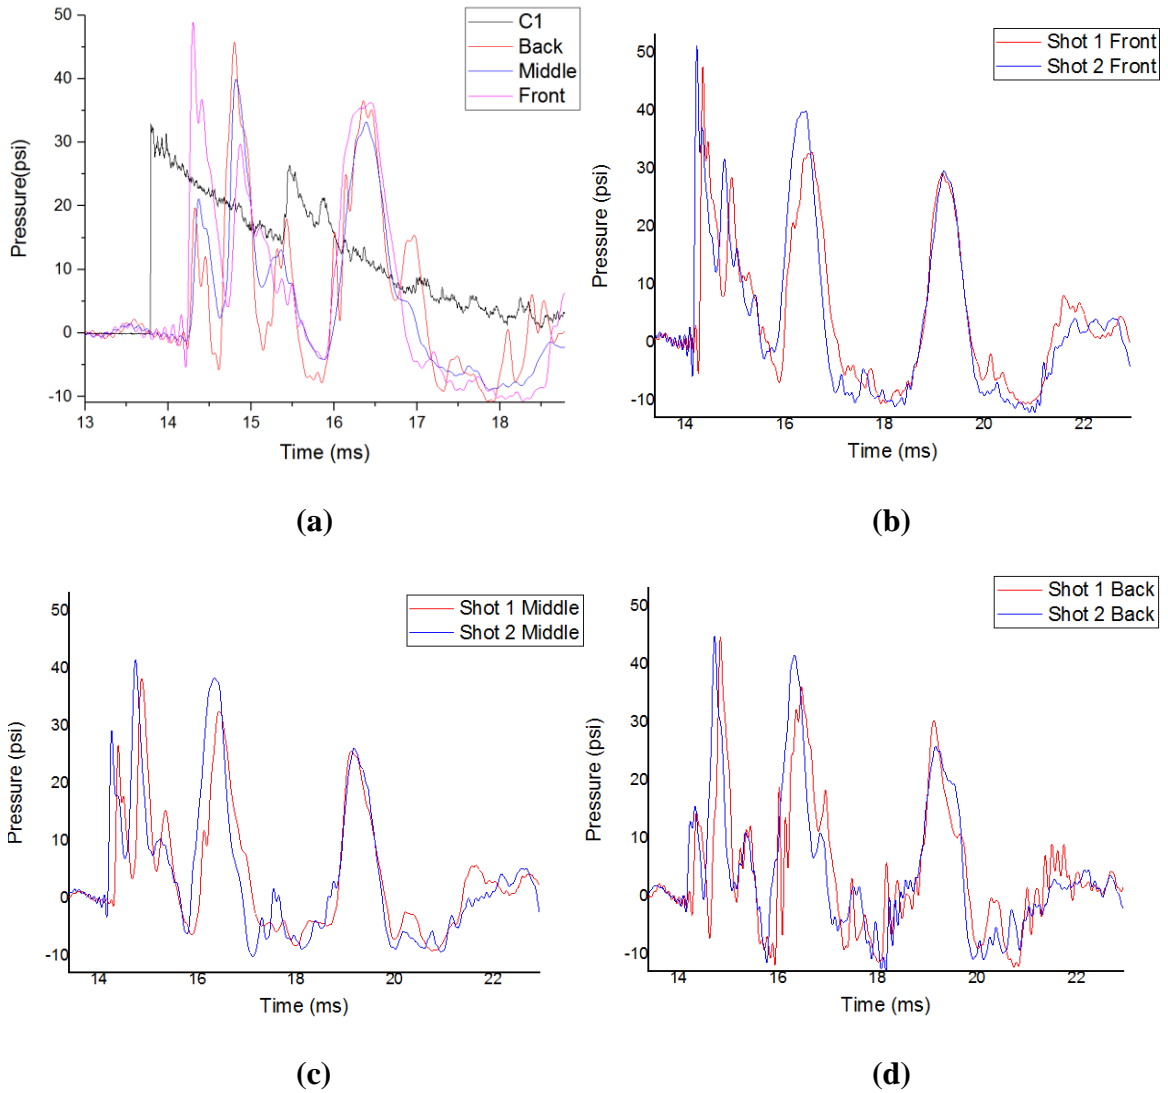 50
40
30
20
10
0
-10
Pressure(psi)
C1
Back
Middle
Front
13 14 15 16 17 18
Time (ms)
(a)
50
40
30
20
10
0
-10
Pressure (psi)
Shot 1 Front
Shot 2 Front
14 16 18 20 22
Time (ms)
(b)
50
40
30
20
10
0
-10
Pressure (psi)
Shot 1 Middle
Shot 2 Middle
14 16 18 20 22
Time (ms)
(c)
50
40
30
20
10
0
-10
Pressure (psi)
Shot 1 Back
Shot 2 Back
14 16 18 20 22
Time (ms)
(d)